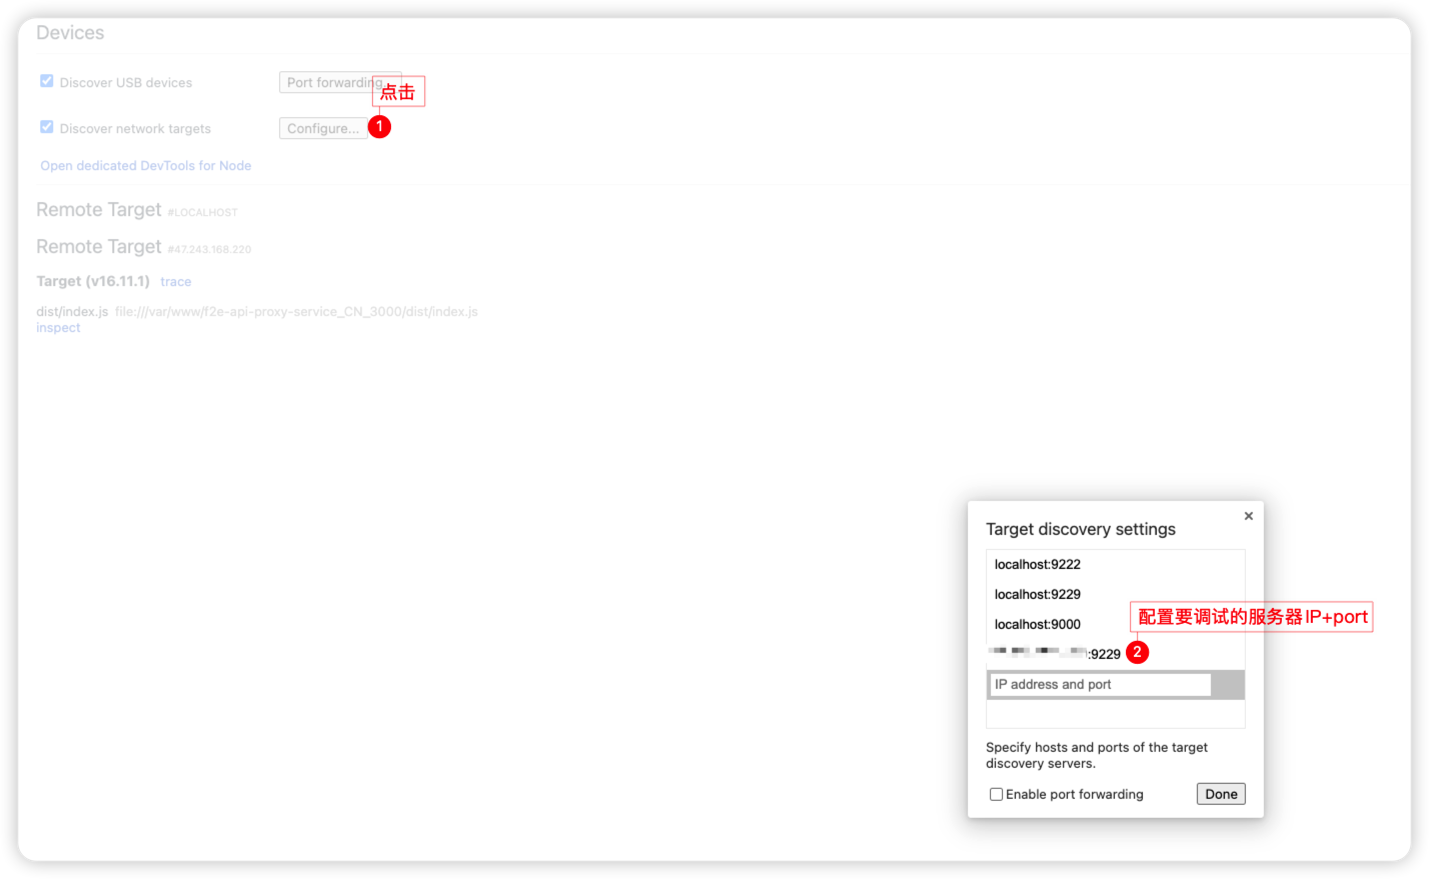 Devices
Discover USB devices
Port forwarding...
点击
Discover network targets
Configure...
1
Open dedicated DevTools for Node
Remote Target #LOCALHOST
Remote Target #47.243.168.220
Target (v16.11.1) trace
dist/index.js file:///var/www/f2e-api-proxy-service_CN_3000/dist/index.js
inspect
Target discovery settings
localhost:9222
localhost:9229
localhost:9000
配置要调试的服务器IP+port
:9229
2
IP address and port
Specify hosts and ports of the target
discovery servers.
Enable port forwarding
Done